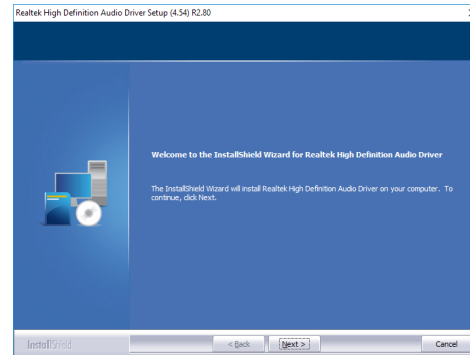 Realtek High Definition Audio Driver Setup (4.54) R2.80
Welcome to the InstallShield Wizard for Realtek High Definition Audio Driver
The InstallShield Wizard will install Realtek High Definition Audio Driver on your computer. To
continue, click Next.
InstallShield
< Back
Next >
Cancel